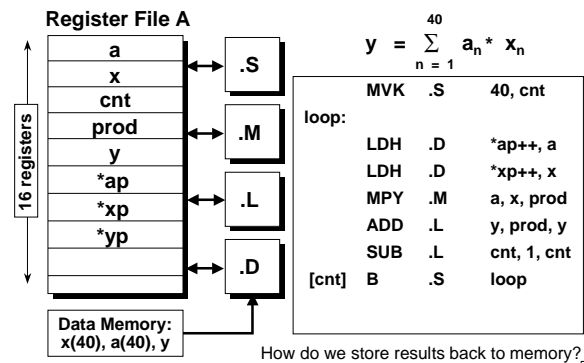 Register File A
16 registers
a
x
cnt
prod
y
*ap
*xp
*yp
.S
.M
.L
.D
Data Memory:
x(40), a(40), y
40
y = Σ aₙ * xₙ
n = 1
MVK .S 40, cnt
loop:
LDH .D *ap++, a
LDH .D *xp++, x
MPY .M a, x, prod
ADD .L y, prod, y
SUB .L cnt, 1, cnt
[cnt] B .S loop
How do we store results back to memory?